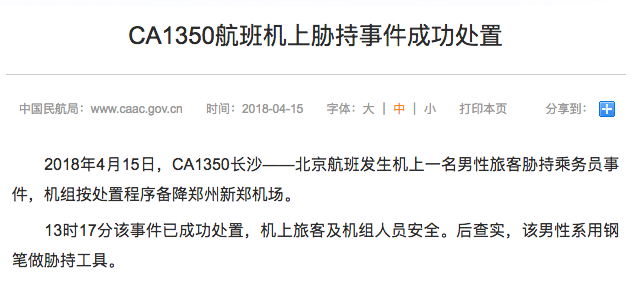 CA1350航班机上胁持事件成功处置
中国民航局：www.caac.gov.cn 时间：2018-04-15 字体：大 | 中 | 小 打印本页 分享到：
2018年4月15日，CA1350长沙——北京航班发生机上一名男性旅客胁持乘务员事
件，机组按处置程序备降郑州新郑机场。
13时17分该事件已成功处置，机上旅客及机组人员安全。后查实，该男性系用钢
笔做胁持工具。